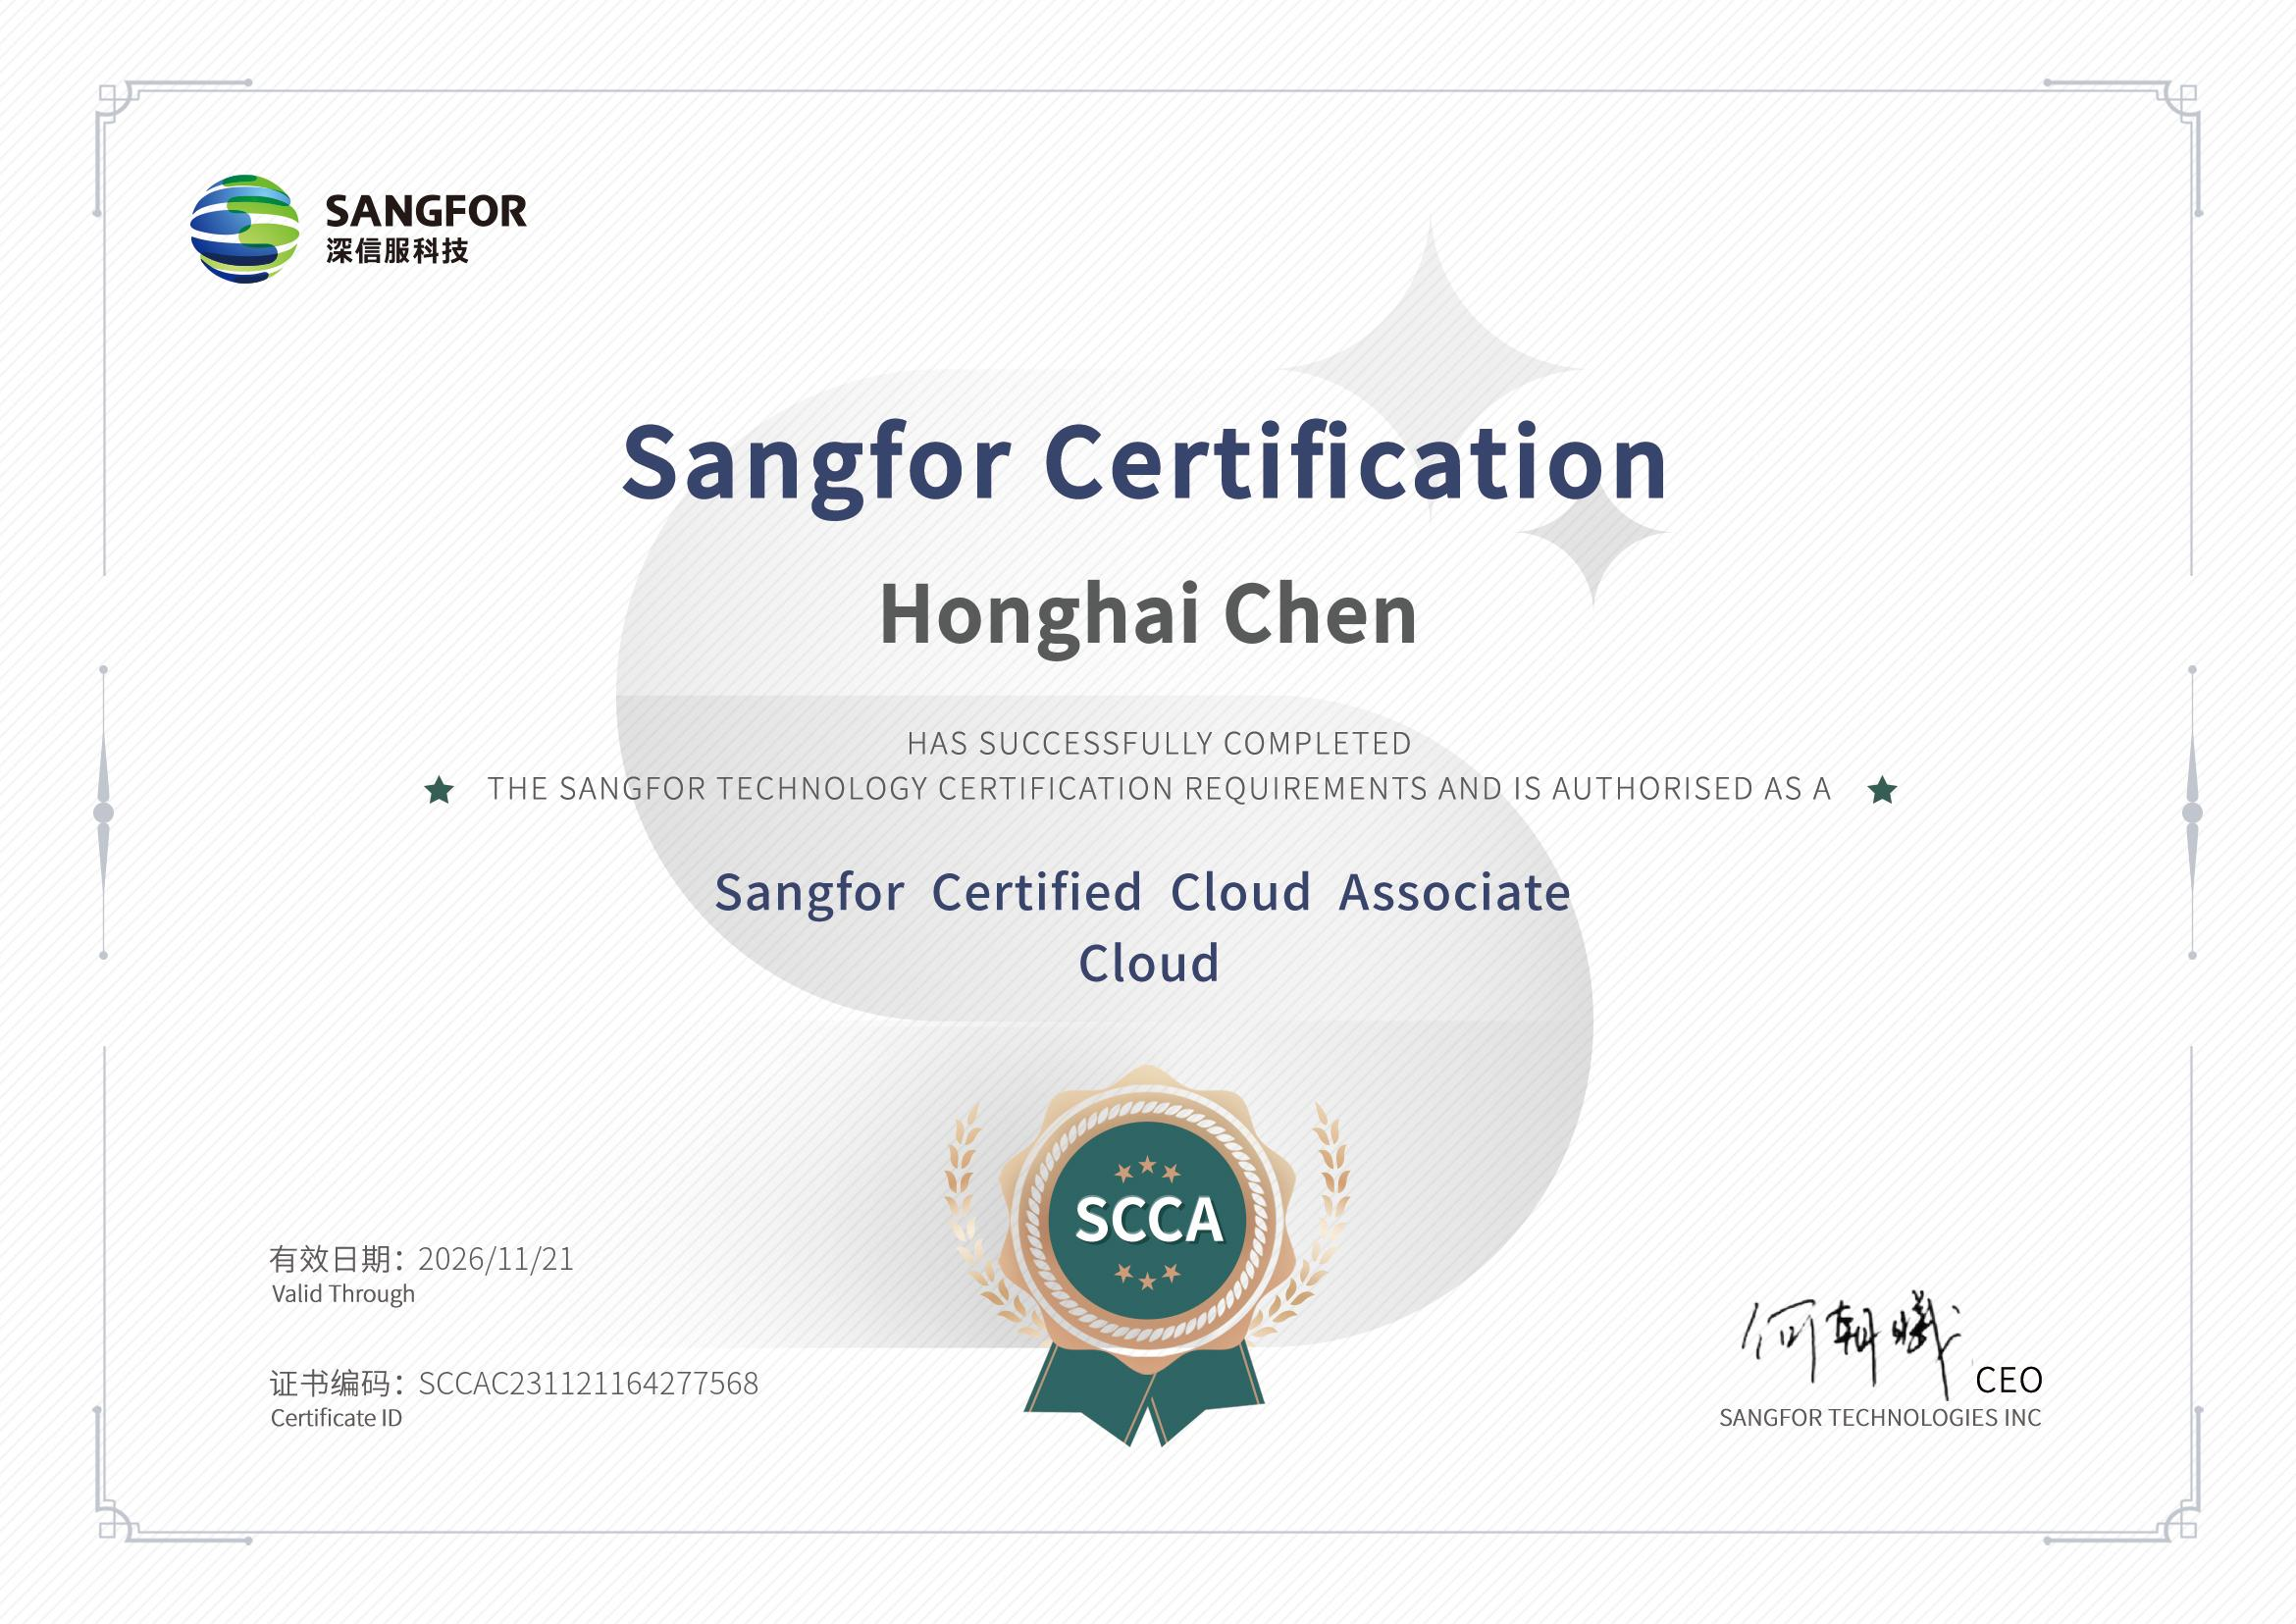 SANGFOR
深信服科技
Sangfor Certification
Honghai Chen
HAS SUCCESSFULLY COMPLETED
THE SANGFOR TECHNOLOGY CERTIFICATION REQUIREMENTS AND IS AUTHORISED AS A
Sangfor Certified Cloud Associate
Cloud
SCCA
有效日期：2026/11/21
Valid Through
证书编码：SCCAC231121164277568
Certificate ID
何朝曦
CEO
SANGFOR TECHNOLOGIES INC